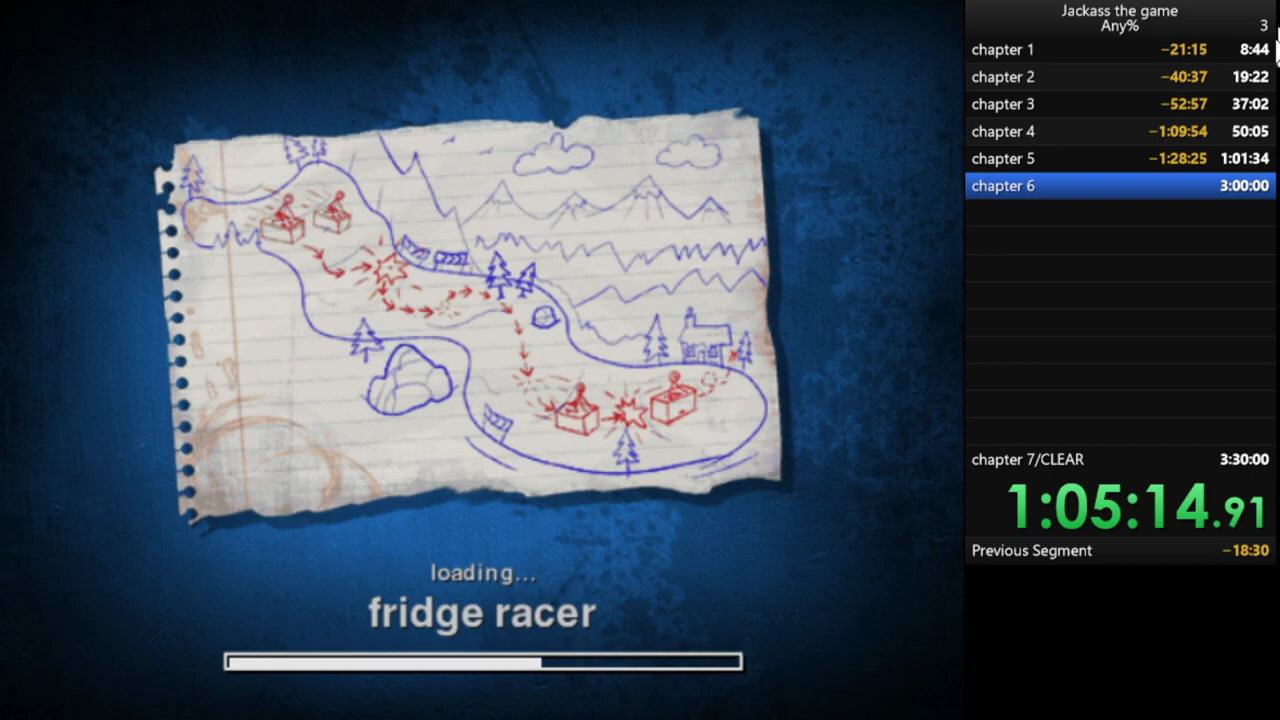 loading...
fridge racer
Jackass the game
Any% 3
chapter 1 −21:15 8:44
chapter 2 −40:37 19:22
chapter 3 −52:57 37:02
chapter 4 −1:09:54 50:05
chapter 5 −1:28:25 1:01:34
chapter 6 3:00:00
chapter 7/CLEAR 3:30:00
1:05:14.91
Previous Segment −18:30